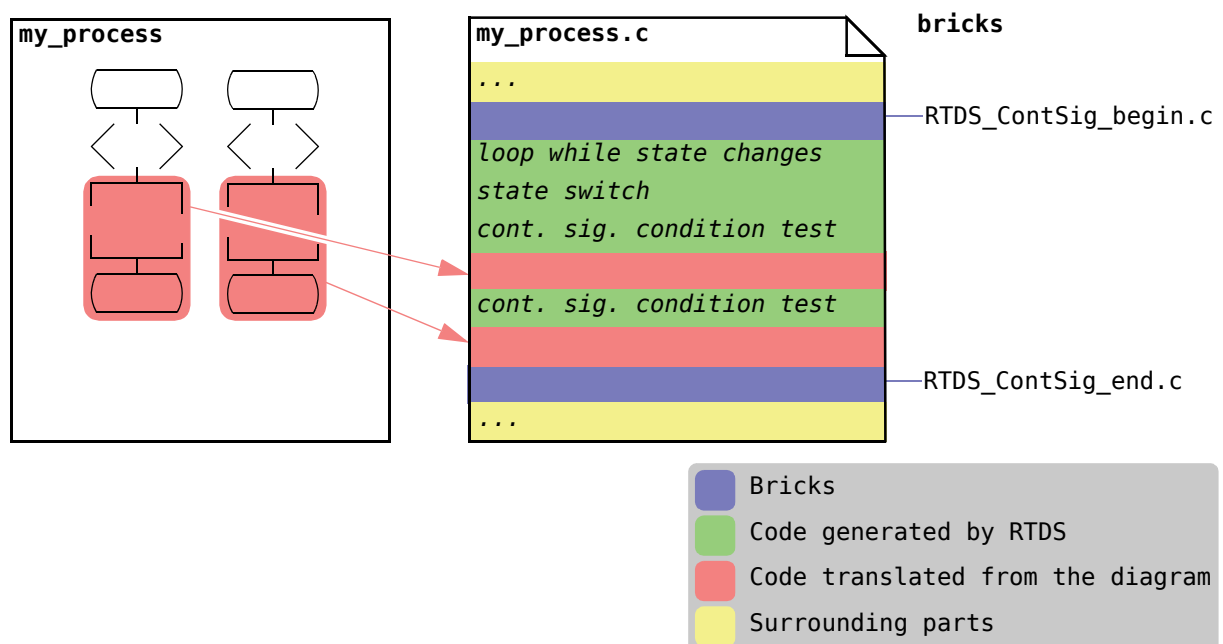 my_process
my_process.c
bricks
...
RTDS_ContSig_begin.c
loop while state changes
state switch
cont. sig. condition test
cont. sig. condition test
RTDS_ContSig_end.c
...
Bricks
Code generated by RTDS
Code translated from the diagram
Surrounding parts